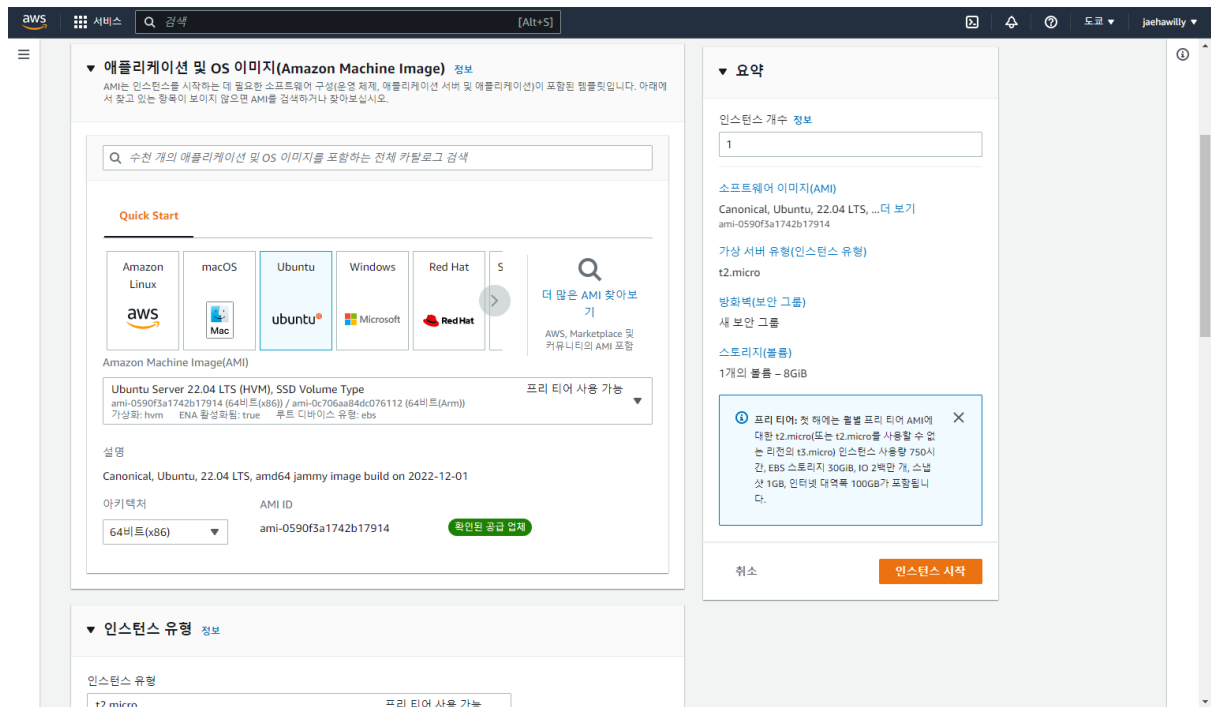 aws
서비스
검색
[Alt+S]
도쿄 ▼
jaehawilly ▼
▼ 애플리케이션 및 OS 이미지(Amazon Machine Image) 정보
AMI는 인스턴스를 시작하는 데 필요한 소프트웨어 구성(운영 체제, 애플리케이션 서버 및 애플리케이션)이 포함된 템플릿입니다. 아래에
서 찾고 있는 항목이 보이지 않으면 AMI를 검색하거나 찾아보십시오.
수천 개의 애플리케이션 및 OS 이미지를 포함하는 전체 카탈로그 검색
Quick Start
Amazon
Linux
aws
macOS
Mac
Ubuntu
ubuntu
Windows
Microsoft
Red Hat
Red Hat
S
더 많은 AMI 찾아보
기
AWS, Marketplace 및
커뮤니티의 AMI 포함
Amazon Machine Image(AMI)
Ubuntu Server 22.04 LTS (HVM), SSD Volume Type
프리 티어 사용 가능
ami-0590f3a1742b17914 (64비트(x86)) / ami-0c706aa84dc076112 (64비트(Arm))
가상화: hvm ENA 활성화됨: true 루트 디바이스 유형: ebs
설명
Canonical, Ubuntu, 22.04 LTS, amd64 jammy image build on 2022-12-01
아키텍처
AMI ID
64비트(x86)
ami-0590f3a1742b17914
확인된 공급 업체
▼ 인스턴스 유형 정보
인스턴스 유형
t2.micro
프리 티어 사용 가능
▼ 요약
인스턴스 개수 정보
1
소프트웨어 이미지(AMI)
Canonical, Ubuntu, 22.04 LTS, ...더 보기
ami-0590f3a1742b17914
가상 서버 유형(인스턴스 유형)
t2.micro
방화벽(보안 그룹)
새 보안 그룹
스토리지(볼륨)
1개의 볼륨 – 8GiB
프리 티어: 첫 해에는 월별 프리 티어 AMI에
대한 t2.micro(또는 t2.micro를 사용할 수 없
는 리전의 t3.micro) 인스턴스 사용량 750시
간, EBS 스토리지 30GiB, IO 2백만 개, 스냅
샷 1GB, 인터넷 대역폭 100GB가 포함됩니
다.
취소
인스턴스 시작